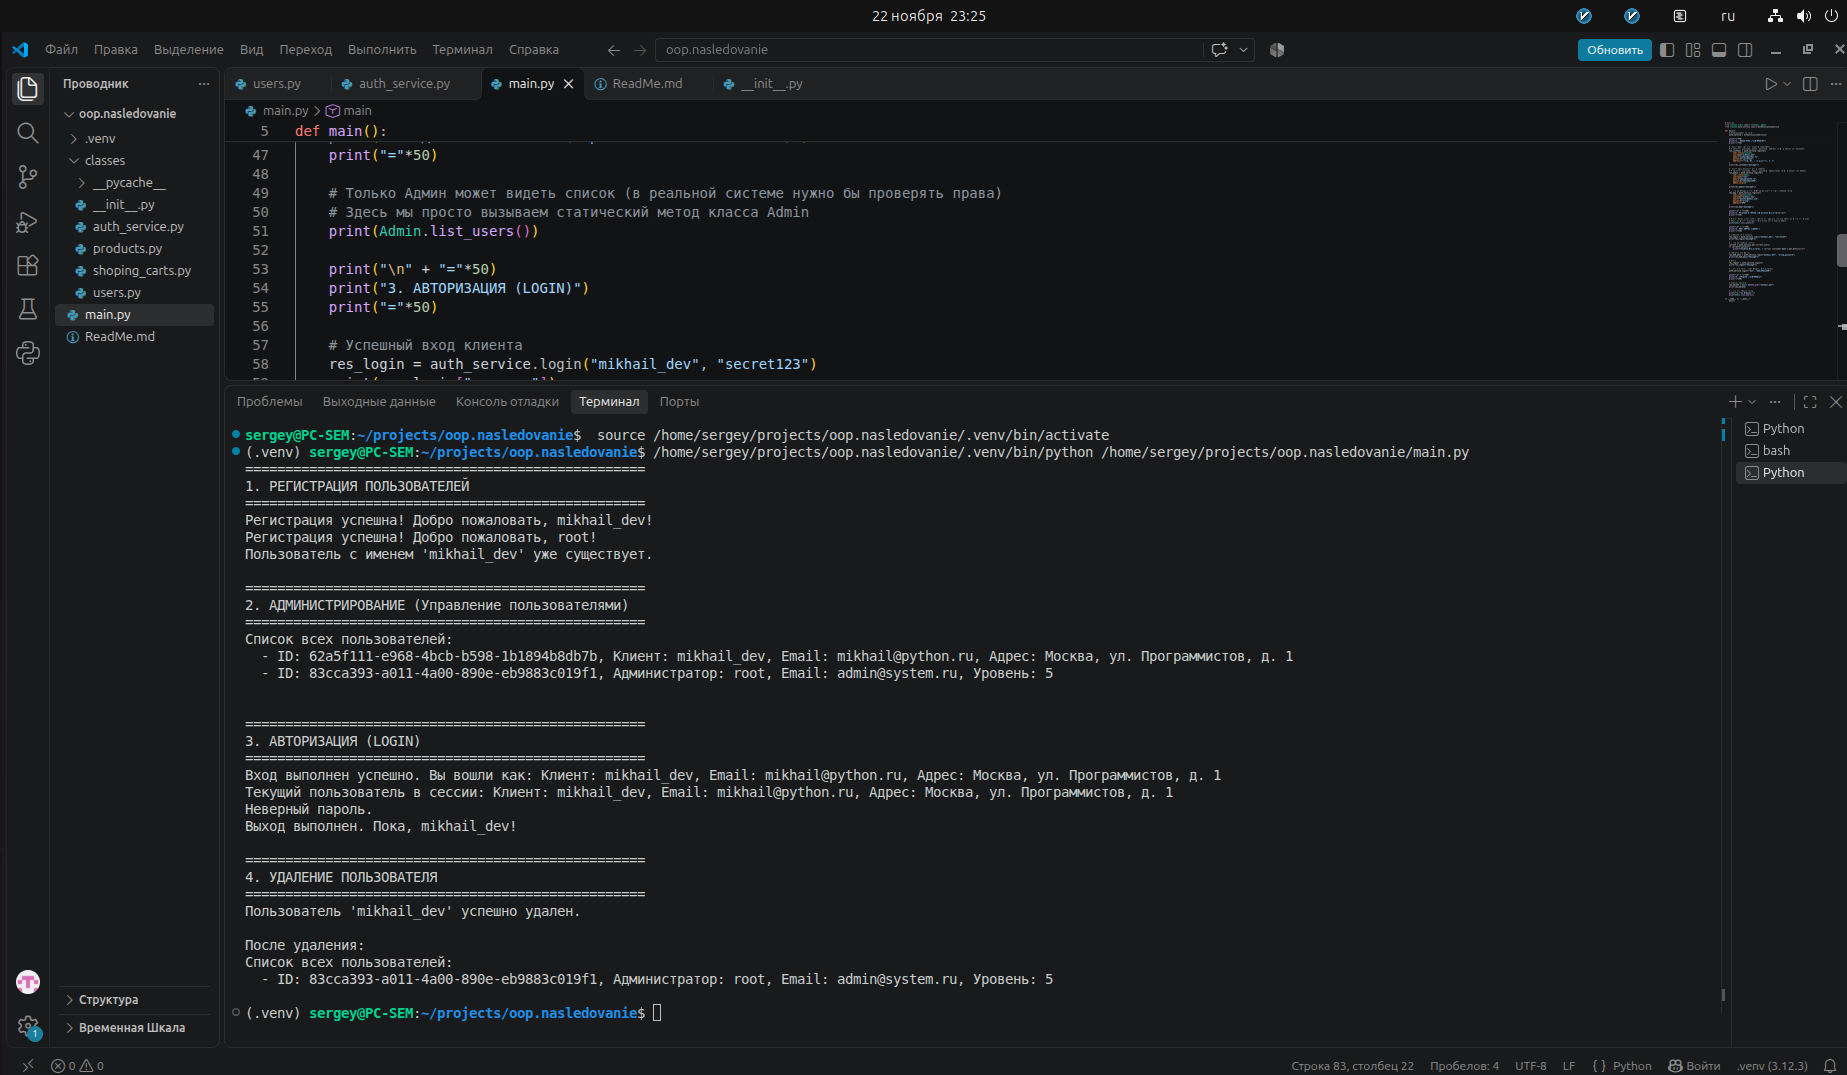 22 ноября 23:25
ru
Файл Правка Выделение Вид Переход Выполнить Терминал Справка
oop.nasledovanie
Обновить
Проводник
oop.nasledovanie
.venv
classes
__pycache__
__init__.py
auth_service.py
products.py
shoping_carts.py
users.py
main.py
ReadMe.md
Структура
Временная Шкала
users.py auth_service.py main.py ReadMe.md __init__.py
main.py > main
5 def main():
47 print("="*50)
48
49 # Только Админ может видеть список (в реальной системе нужно бы проверять права)
50 # Здесь мы просто вызываем статический метод класса Admin
51 print(Admin.list_users())
52
53 print("\n" + "="*50)
54 print("3. АВТОРИЗАЦИЯ (LOGIN)")
55 print("="*50)
56
57 # Успешный вход клиента
58 res_login = auth_service.login("mikhail_dev", "secret123")
Проблемы Выходные данные Консоль отладки Терминал Порты
Python
bash
Python
sergey@PC-SEM:~/projects/oop.nasledovanie$ source /home/sergey/projects/oop.nasledovanie/.venv/bin/activate
(.venv) sergey@PC-SEM:~/projects/oop.nasledovanie$ /home/sergey/projects/oop.nasledovanie/.venv/bin/python /home/sergey/projects/oop.nasledovanie/main.py
==================================================
1. РЕГИСТРАЦИЯ ПОЛЬЗОВАТЕЛЕЙ
==================================================
Регистрация успешна! Добро пожаловать, mikhail_dev!
Регистрация успешна! Добро пожаловать, root!
Пользователь с именем 'mikhail_dev' уже существует.
==================================================
2. АДМИНИСТРИРОВАНИЕ (Управление пользователями)
==================================================
Список всех пользователей:
- ID: 62a5f111-e968-4bcb-b598-1b1894b8db7b, Клиент: mikhail_dev, Email: mikhail@python.ru, Адрес: Москва, ул. Программистов, д. 1
- ID: 83cca393-a011-4a00-890e-eb9883c019f1, Администратор: root, Email: admin@system.ru, Уровень: 5
==================================================
3. АВТОРИЗАЦИЯ (LOGIN)
==================================================
Вход выполнен успешно. Вы вошли как: Клиент: mikhail_dev, Email: mikhail@python.ru, Адрес: Москва, ул. Программистов, д. 1
Текущий пользователь в сессии: Клиент: mikhail_dev, Email: mikhail@python.ru, Адрес: Москва, ул. Программистов, д. 1
Неверный пароль.
Выход выполнен. Пока, mikhail_dev!
==================================================
4. УДАЛЕНИЕ ПОЛЬЗОВАТЕЛЯ
==================================================
Пользователь 'mikhail_dev' успешно удален.
После удаления:
Список всех пользователей:
- ID: 83cca393-a011-4a00-890e-eb9883c019f1, Администратор: root, Email: admin@system.ru, Уровень: 5
(.venv) sergey@PC-SEM:~/projects/oop.nasledovanie$
1
0 0
Строка 83, столбец 22 Пробелов: 4 UTF-8 LF { } Python Войти .venv (3.12.3)